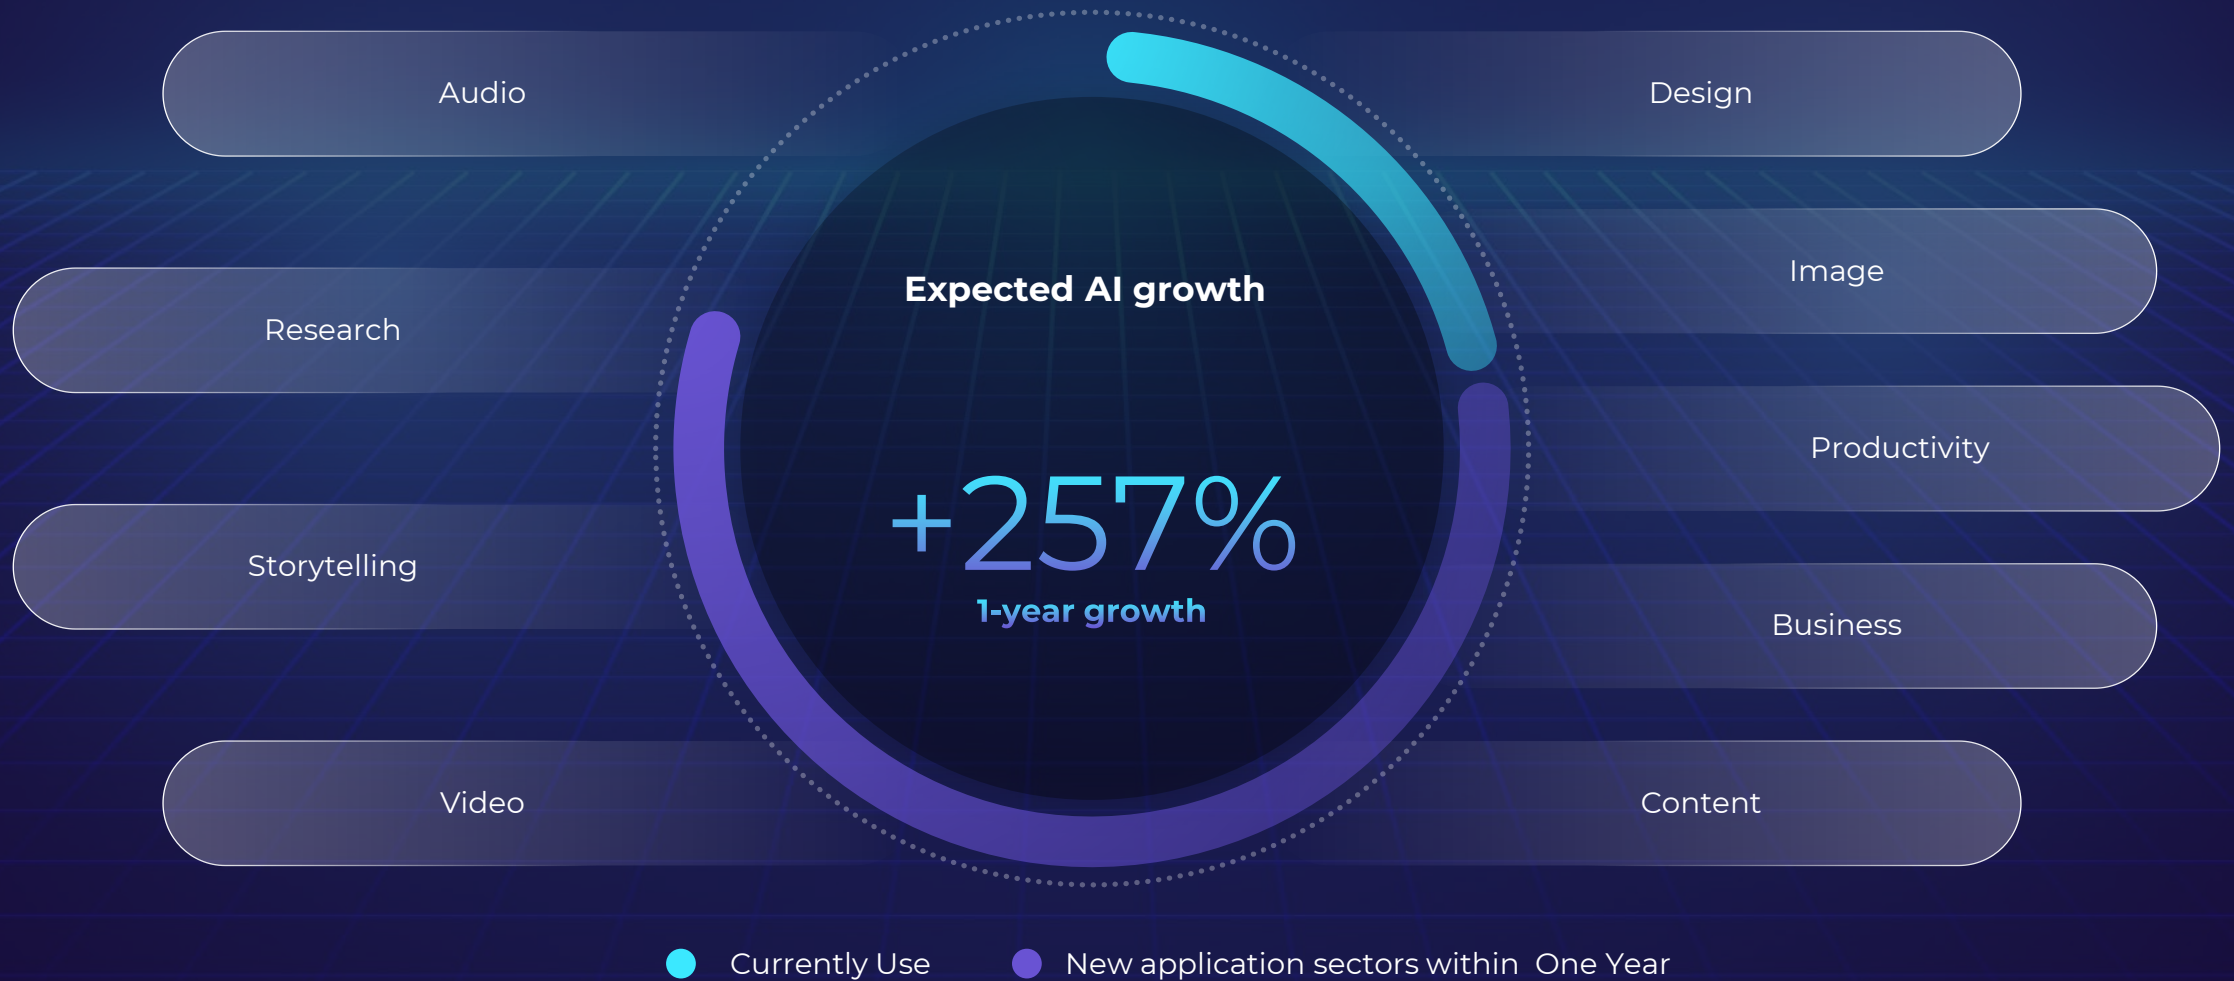 Audio
Research
Storytelling
Video
Expected AI growth
+257%
1-year growth
Design
Image
Productivity
Business
Content
Currently Use
New application sectors within One Year